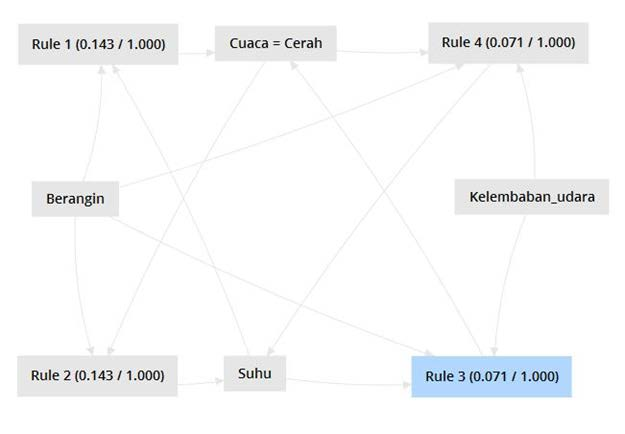 Rule 1 (0.143 / 1.000)
Cuaca = Cerah
Rule 4 (0.071 / 1.000)
Berangin
Kelembaban_udara
Rule 2 (0.143 / 1.000)
Suhu
Rule 3 (0.071 / 1.000)